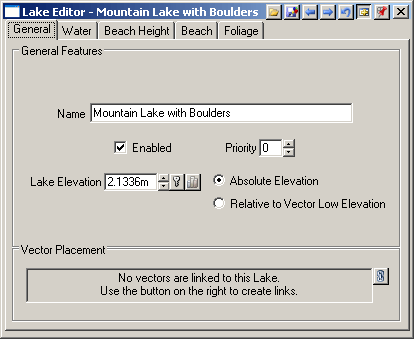 Lake Editor - Mountain Lake with Boulders
General Water Beach Height Beach Foliage
General Features
Name Mountain Lake with Boulders
Enabled Priority 0
Lake Elevation 2.1336m Absolute Elevation
Relative to Vector Low Elevation
Vector Placement
No vectors are linked to this Lake.
Use the button on the right to create links.